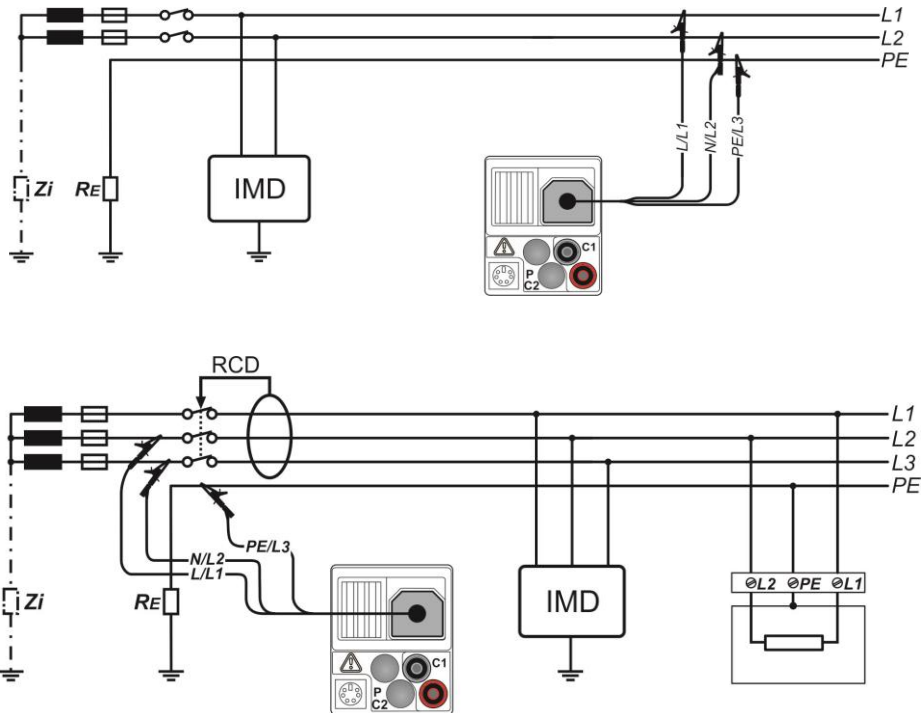 L1
L2
PE
L/L1
N/L2
PE/L3
Zi
RE
IMD
C1
P
C2
RCD
L1
L2
L3
PE
PE/L3
N/L2
L/L1
Zi
RE
IMD
L2 PE L1
C1
P
C2